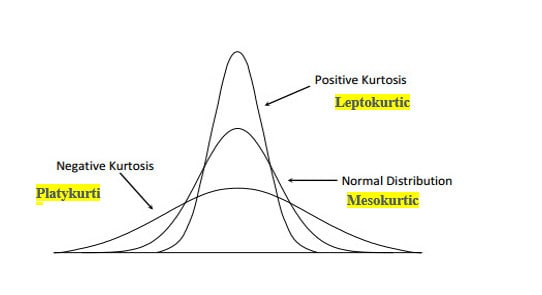 Positive Kurtosis
Leptokurtic
Negative Kurtosis
Platykurti
Normal Distribution
Mesokurtic